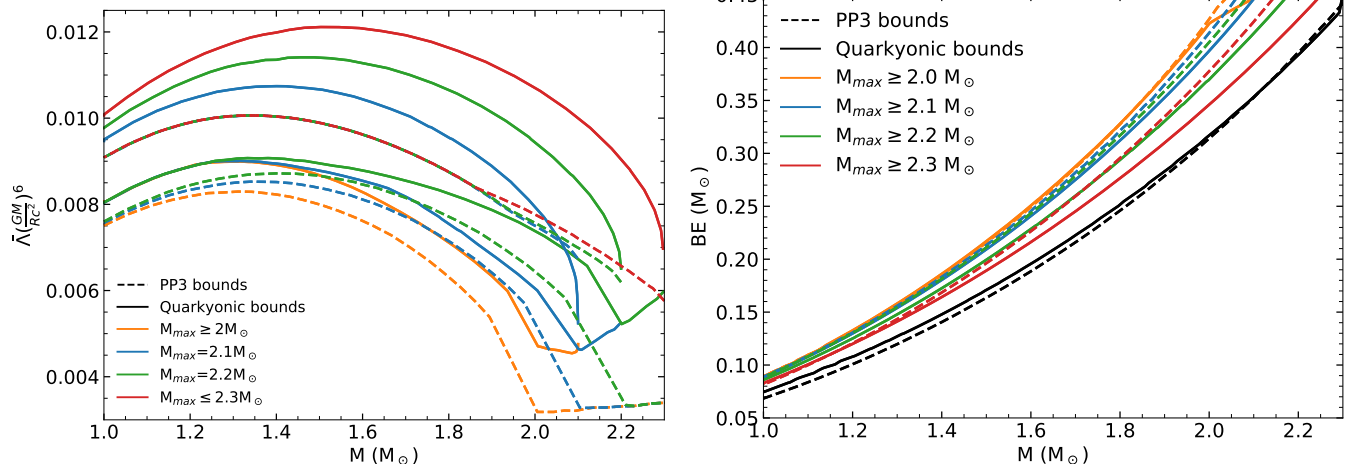 0.012
0.010
0.008
0.006
0.004
Λ̄(GM/Rc²)⁶
PP3 bounds
Quarkyonic bounds
M_max ≥ 2M_⊙
M_max=2.1M_⊙
M_max=2.2M_⊙
M_max ≤ 2.3M_⊙
1.0 1.2 1.4 1.6 1.8 2.0 2.2
M (M_⊙)
0.40
0.35
0.30
0.25
0.20
0.15
0.10
0.05
BE (M_⊙)
PP3 bounds
Quarkyonic bounds
M_max ≥ 2.0 M_⊙
M_max ≥ 2.1 M_⊙
M_max ≥ 2.2 M_⊙
M_max ≥ 2.3 M_⊙
1.0 1.2 1.4 1.6 1.8 2.0 2.2
M (M_⊙)